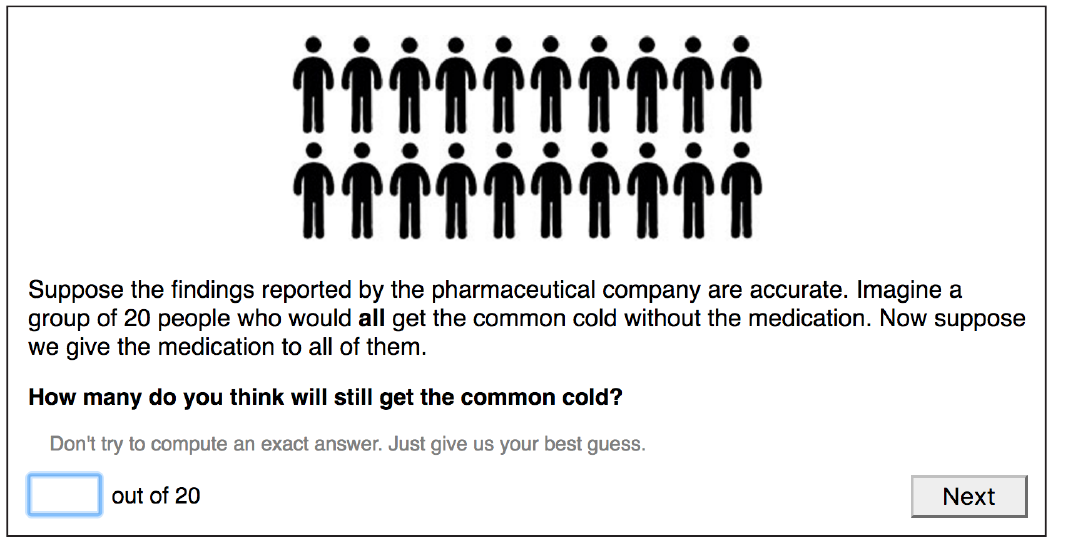 Suppose the findings reported by the pharmaceutical company are accurate. Imagine a
group of 20 people who would all get the common cold without the medication. Now suppose
we give the medication to all of them.
How many do you think will still get the common cold?
Don't try to compute an exact answer. Just give us your best guess.
out of 20
Next